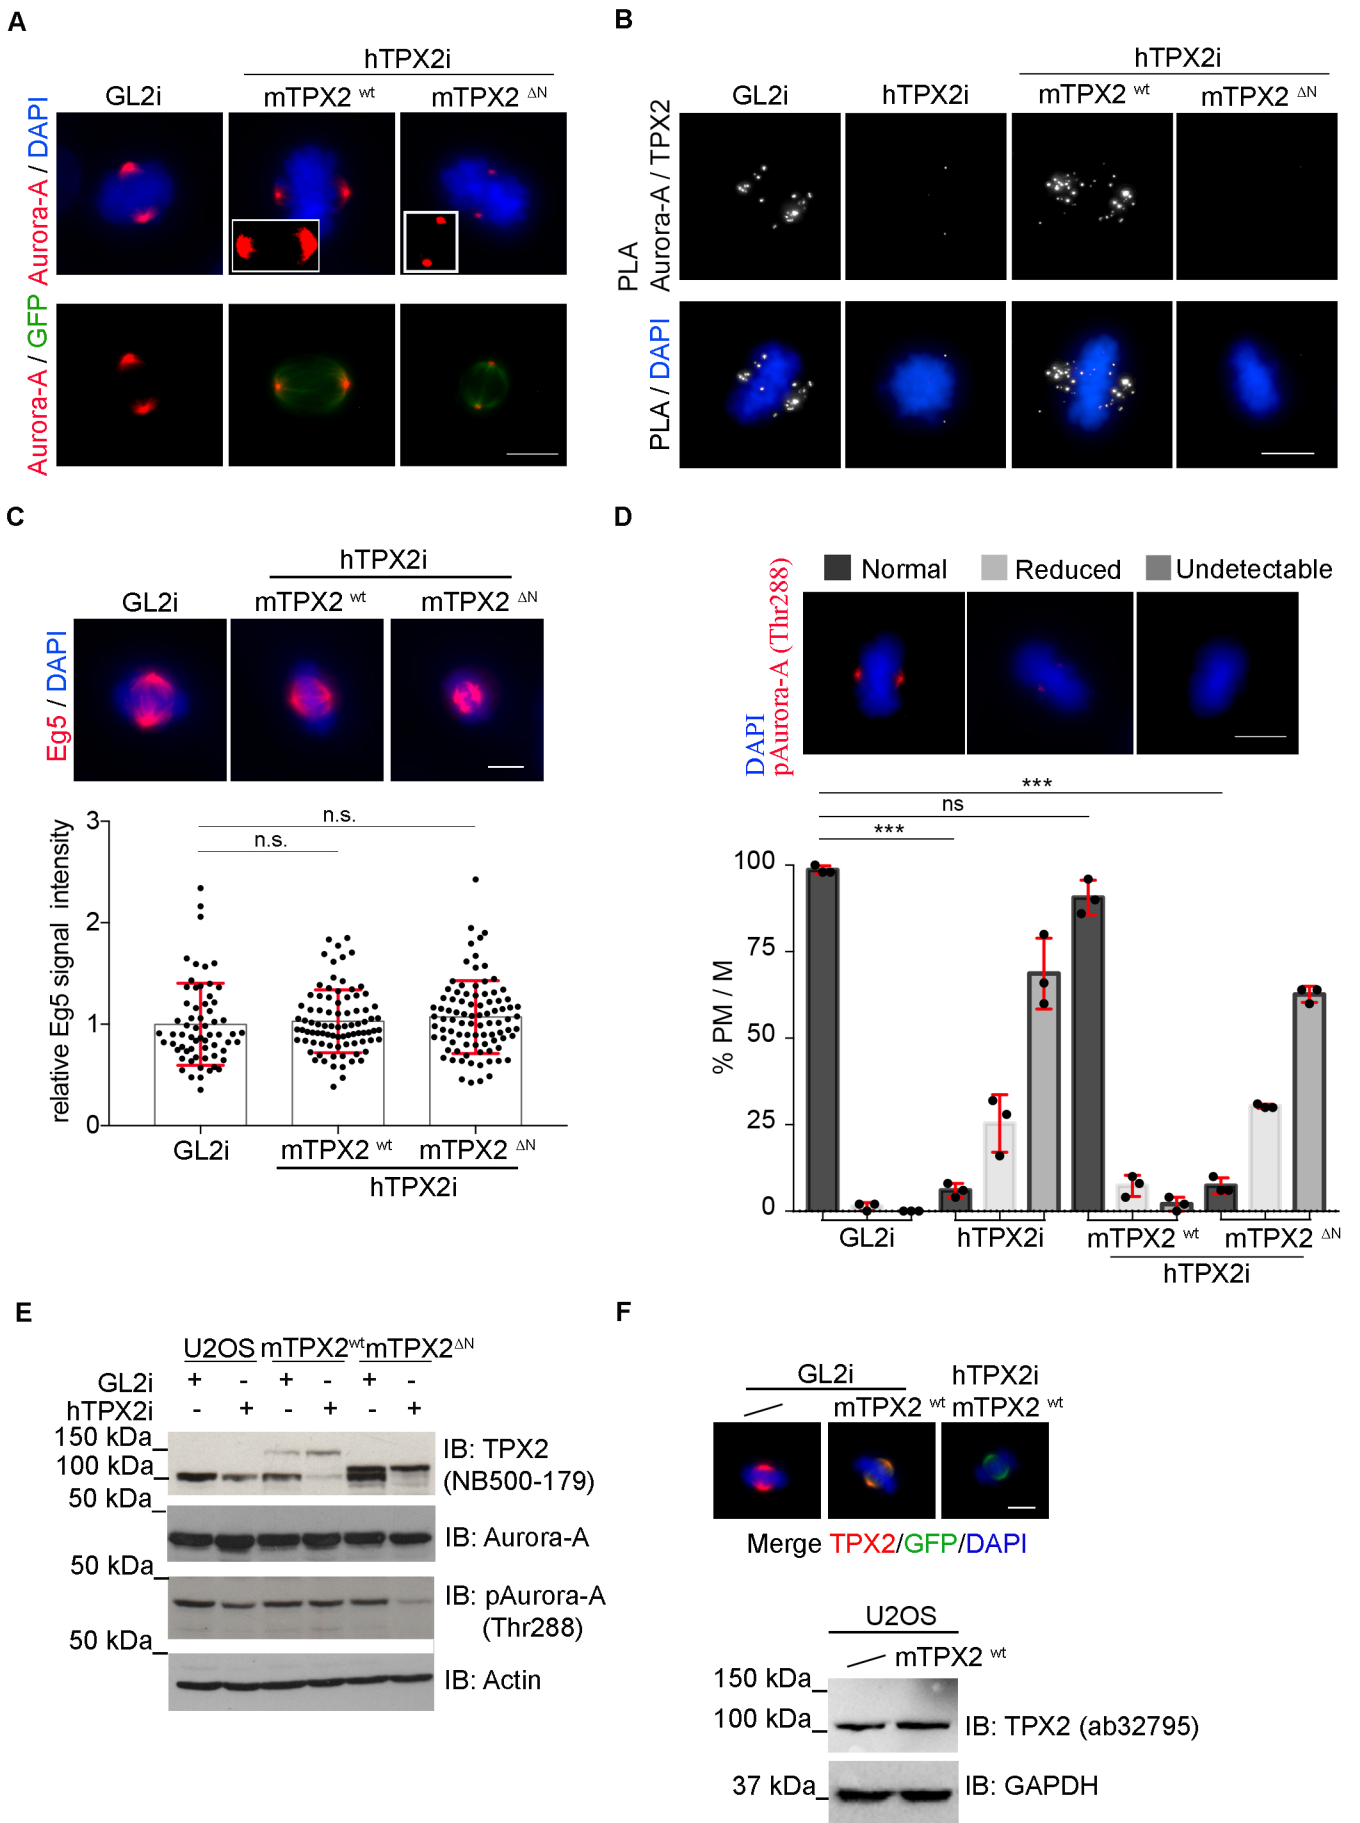 A
hTPX2i
GL2i
mTPX2 wt
mTPX2 ΔN
Aurora-A / DAPI
Aurora-A / GFP
B
hTPX2i
GL2i
hTPX2i
mTPX2 wt
mTPX2 ΔN
PLA
Aurora-A / TPX2
PLA / DAPI
C
hTPX2i
GL2i
mTPX2 wt
mTPX2 ΔN
Eg5 / DAPI
relative Eg5 signal intensity
3
2
1
0
n.s.
n.s.
GL2i
mTPX2 wt
mTPX2 ΔN
hTPX2i
D
Normal
Reduced
Undetectable
DAPI
pAurora-A (Thr288)
***
ns
***
% PM / M
100
75
50
25
0
GL2i
hTPX2i
mTPX2 wt
mTPX2 ΔN
hTPX2i
E
U2OS mTPX2wt mTPX2ΔN
GL2i + - + - + -
hTPX2i - + - + - +
150 kDa
100 kDa
50 kDa
IB: TPX2
(NB500-179)
IB: Aurora-A
50 kDa
IB: pAurora-A
(Thr288)
50 kDa
IB: Actin
F
GL2i
hTPX2i
mTPX2 wt
mTPX2 wt
Merge TPX2/GFP/DAPI
U2OS
mTPX2 wt
150 kDa
100 kDa
IB: TPX2 (ab32795)
37 kDa
IB: GAPDH